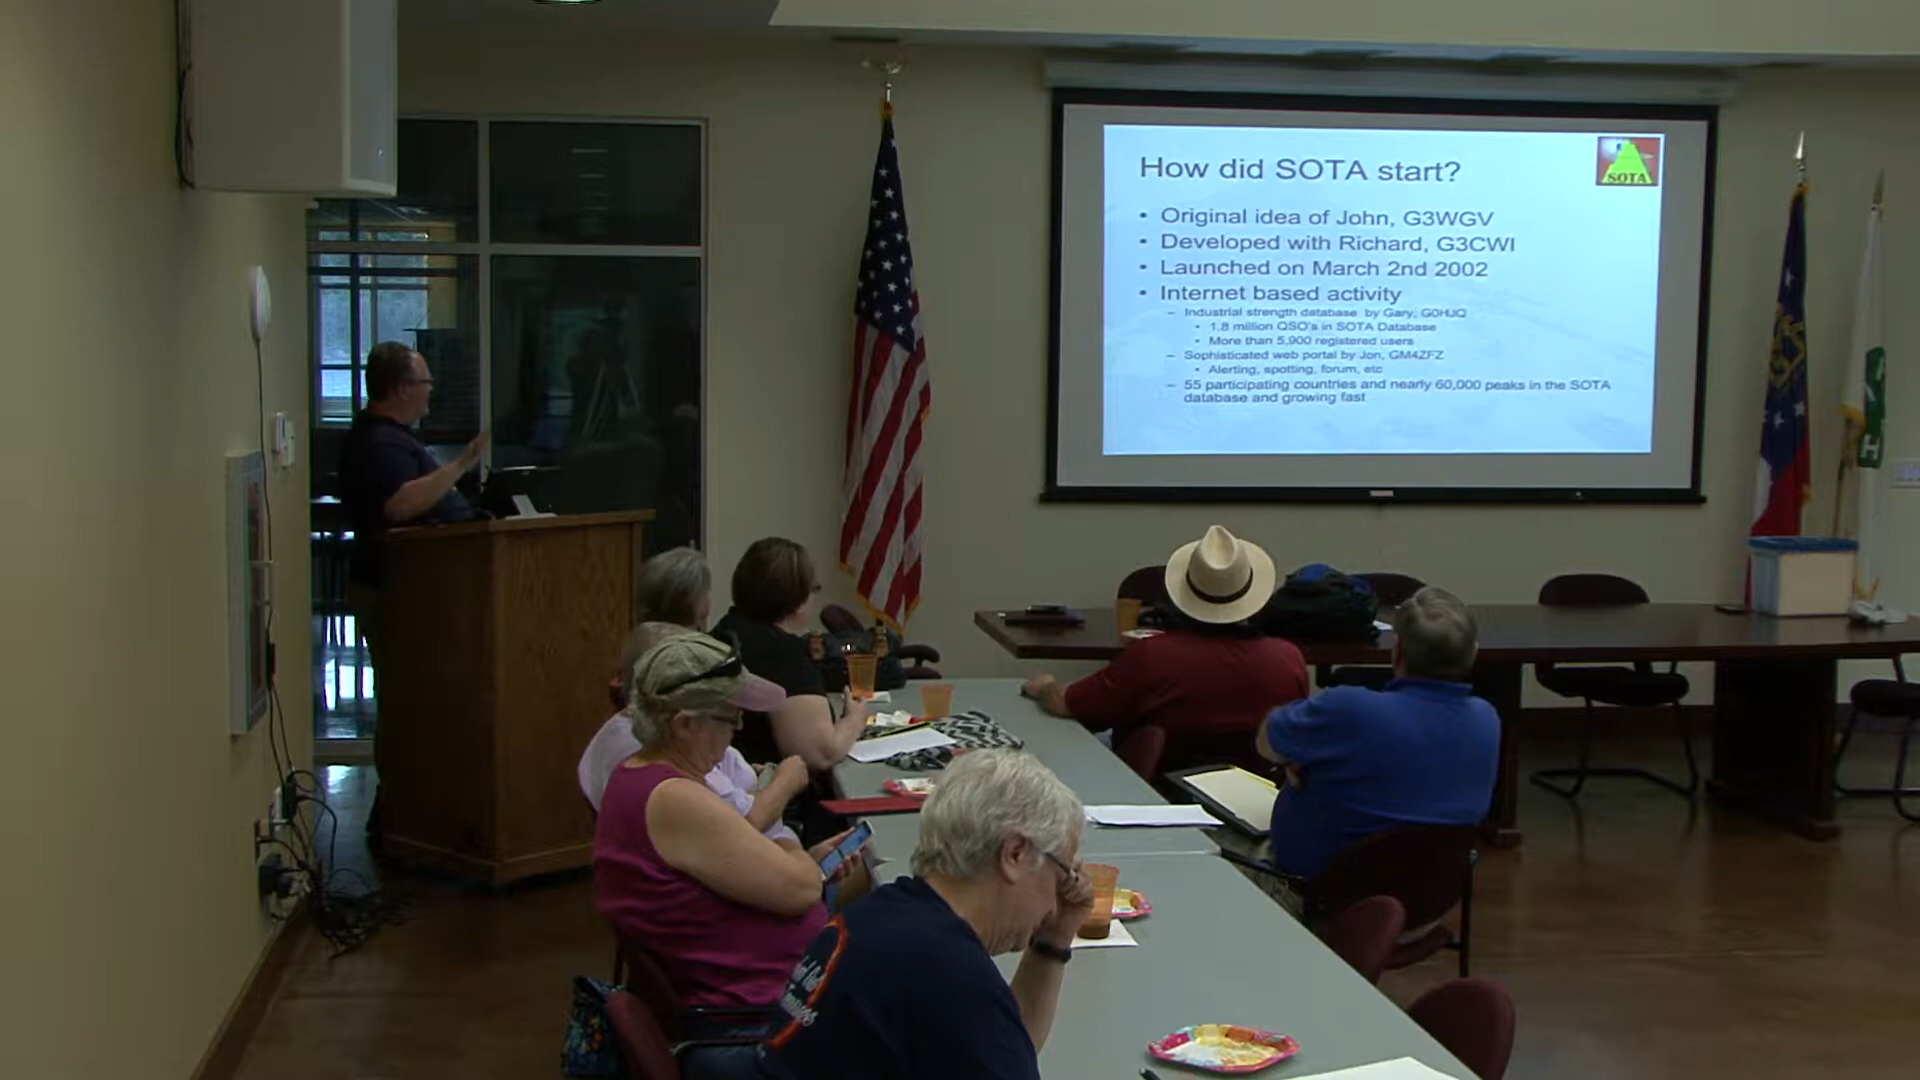 How did SOTA start?
SOTA
• Original idea of John, G3WGV
• Developed with Richard, G3CWI
• Launched on March 2nd 2002
• Internet based activity
– Industrial strength database by Gary, G0HJQ
• 1.8 million QSO's in SOTA Database
• More than 5,900 registered users
– Sophisticated web portal by Jon, GM4ZFZ
• Alerting, spotting, forum, etc
– 55 participating countries and nearly 60,000 peaks in the SOTA
database and growing fast
H